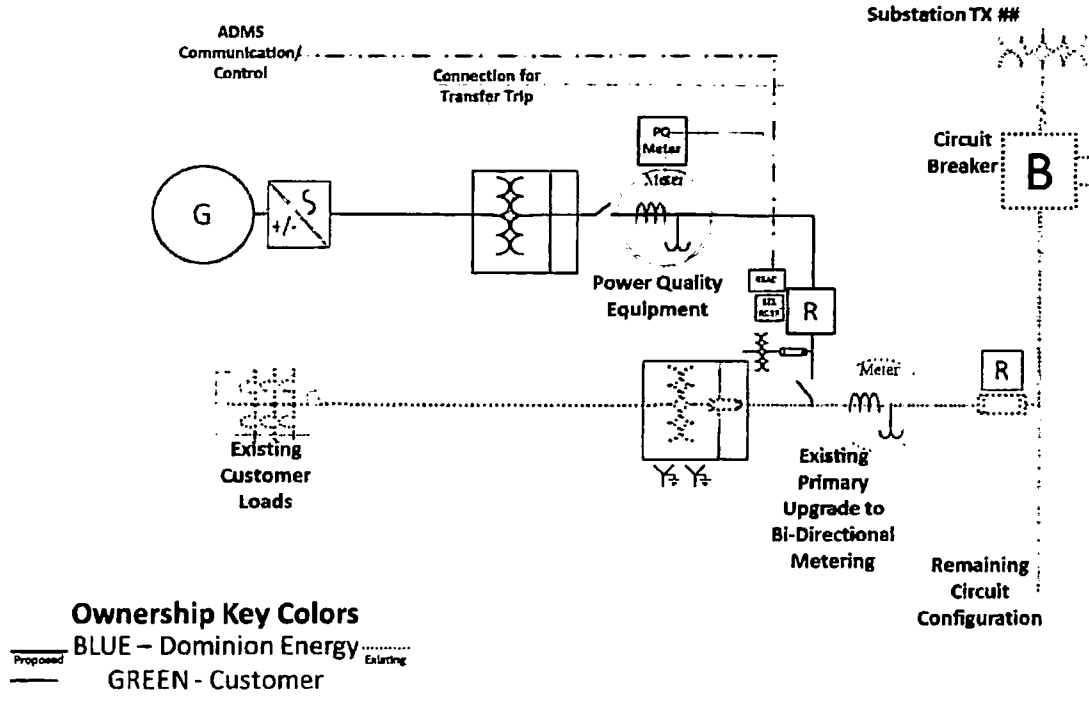 Substation TX ##
ADMS
Communication/
Control
Connection for
Transfer Trip
PQ
Meter
Circuit
Breaker
B
Meter
G
S
+/-
Power Quality
Equipment
R
Meter
R
Existing
Customer
Loads
Existing
Primary
Upgrade to
Bi-Directional
Metering
Remaining
Circuit
Configuration
Ownership Key Colors
BLUE – Dominion Energy
Proposed
Existing
GREEN - Customer